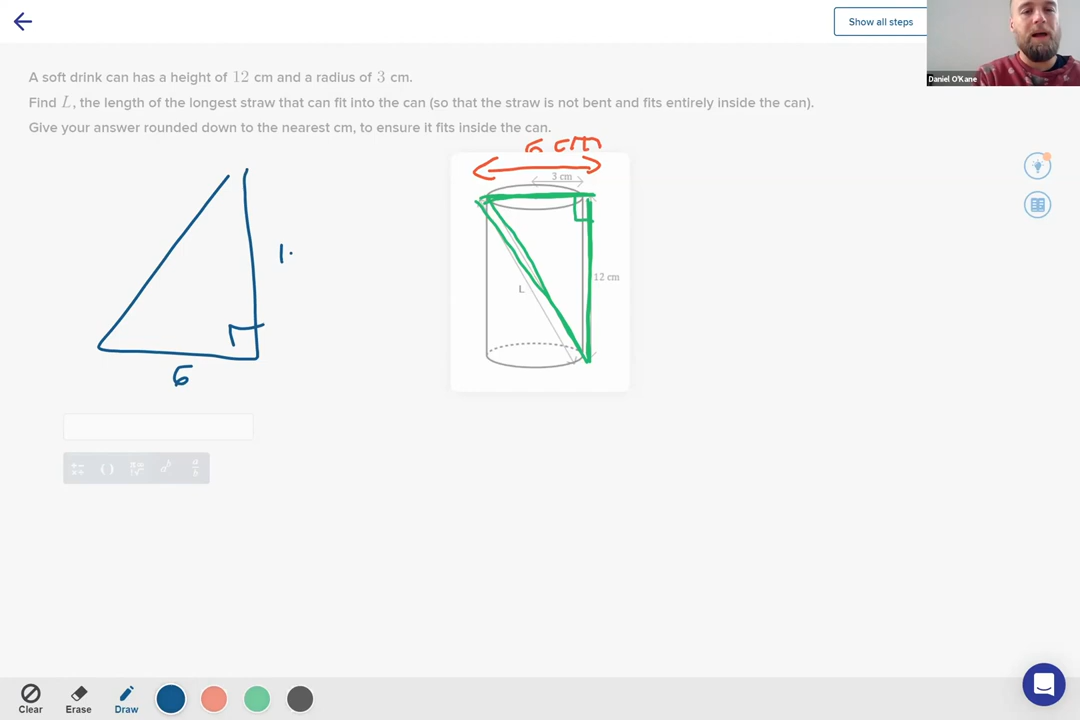 Show all steps
Daniel O'Kane
A soft drink can has a height of 12 cm and a radius of 3 cm.
Find L, the length of the longest straw that can fit into the can (so that the straw is not bent and fits entirely inside the can).
Give your answer rounded down to the nearest cm, to ensure it fits inside the can.
6 cm
3 cm
12 cm
L
6
Clear
Erase
Draw